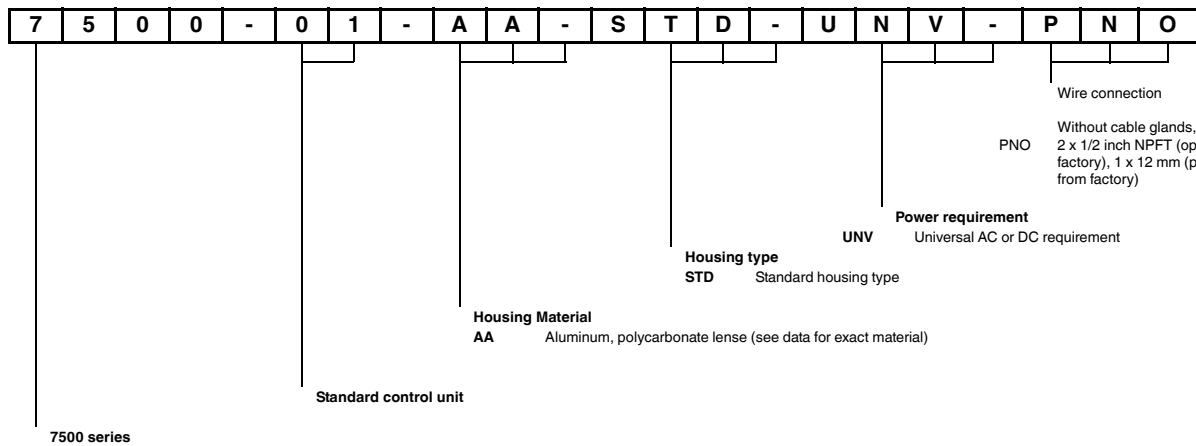 7 5 0 0 - 0 1 - A A - S T D - U N V - P N O
Wire connection
Without cable glands,
PNO 2 x 1/2 inch NPFT (op
factory), 1 x 12 mm (p
from factory)
Power requirement
UNV Universal AC or DC requirement
Housing type
STD Standard housing type
Housing Material
AA Aluminum, polycarbonate lense (see data for exact material)
Standard control unit
7500 series